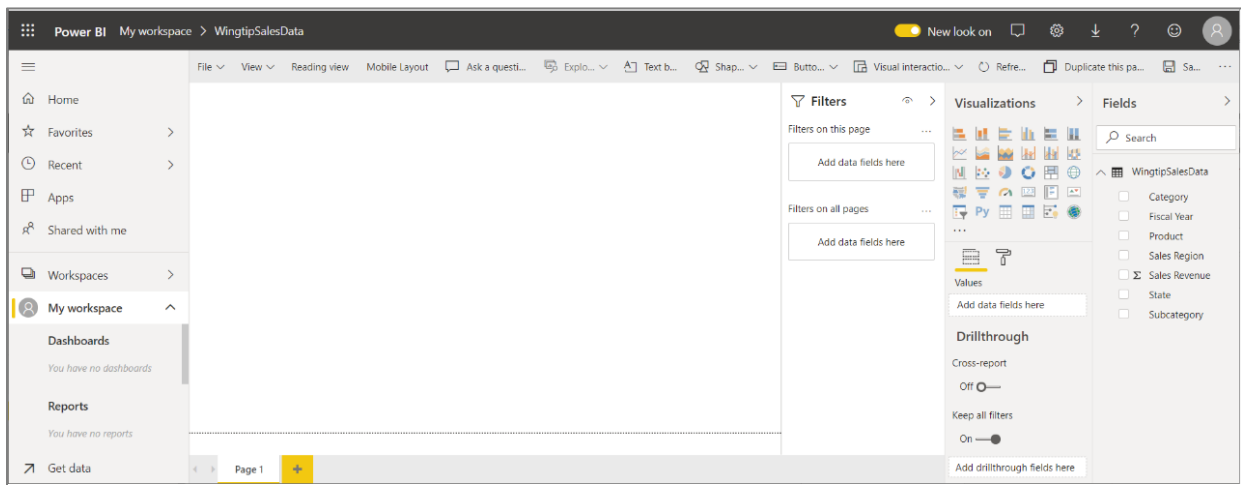 Power BI My workspace > WingtipSalesData New look on ?
File View Reading view Mobile Layout Ask a questi... Explo... Text b... Shap... Butto... Visual interactio... Refre... Duplicate this pa... Sa... ...
Home
Favorites
Recent
Apps
Shared with me
Workspaces
My workspace
Dashboards
You have no dashboards
Reports
You have no reports
Get data
Page 1 +
Filters
Filters on this page ...
Add data fields here
Filters on all pages ...
Add data fields here
Visualizations
123
Py
...
Values
Add data fields here
Drillthrough
Cross-report
Off
Keep all filters
On
Add drillthrough fields here
Fields
Search
WingtipSalesData
Category
Fiscal Year
Product
Sales Region
Σ Sales Revenue
State
Subcategory